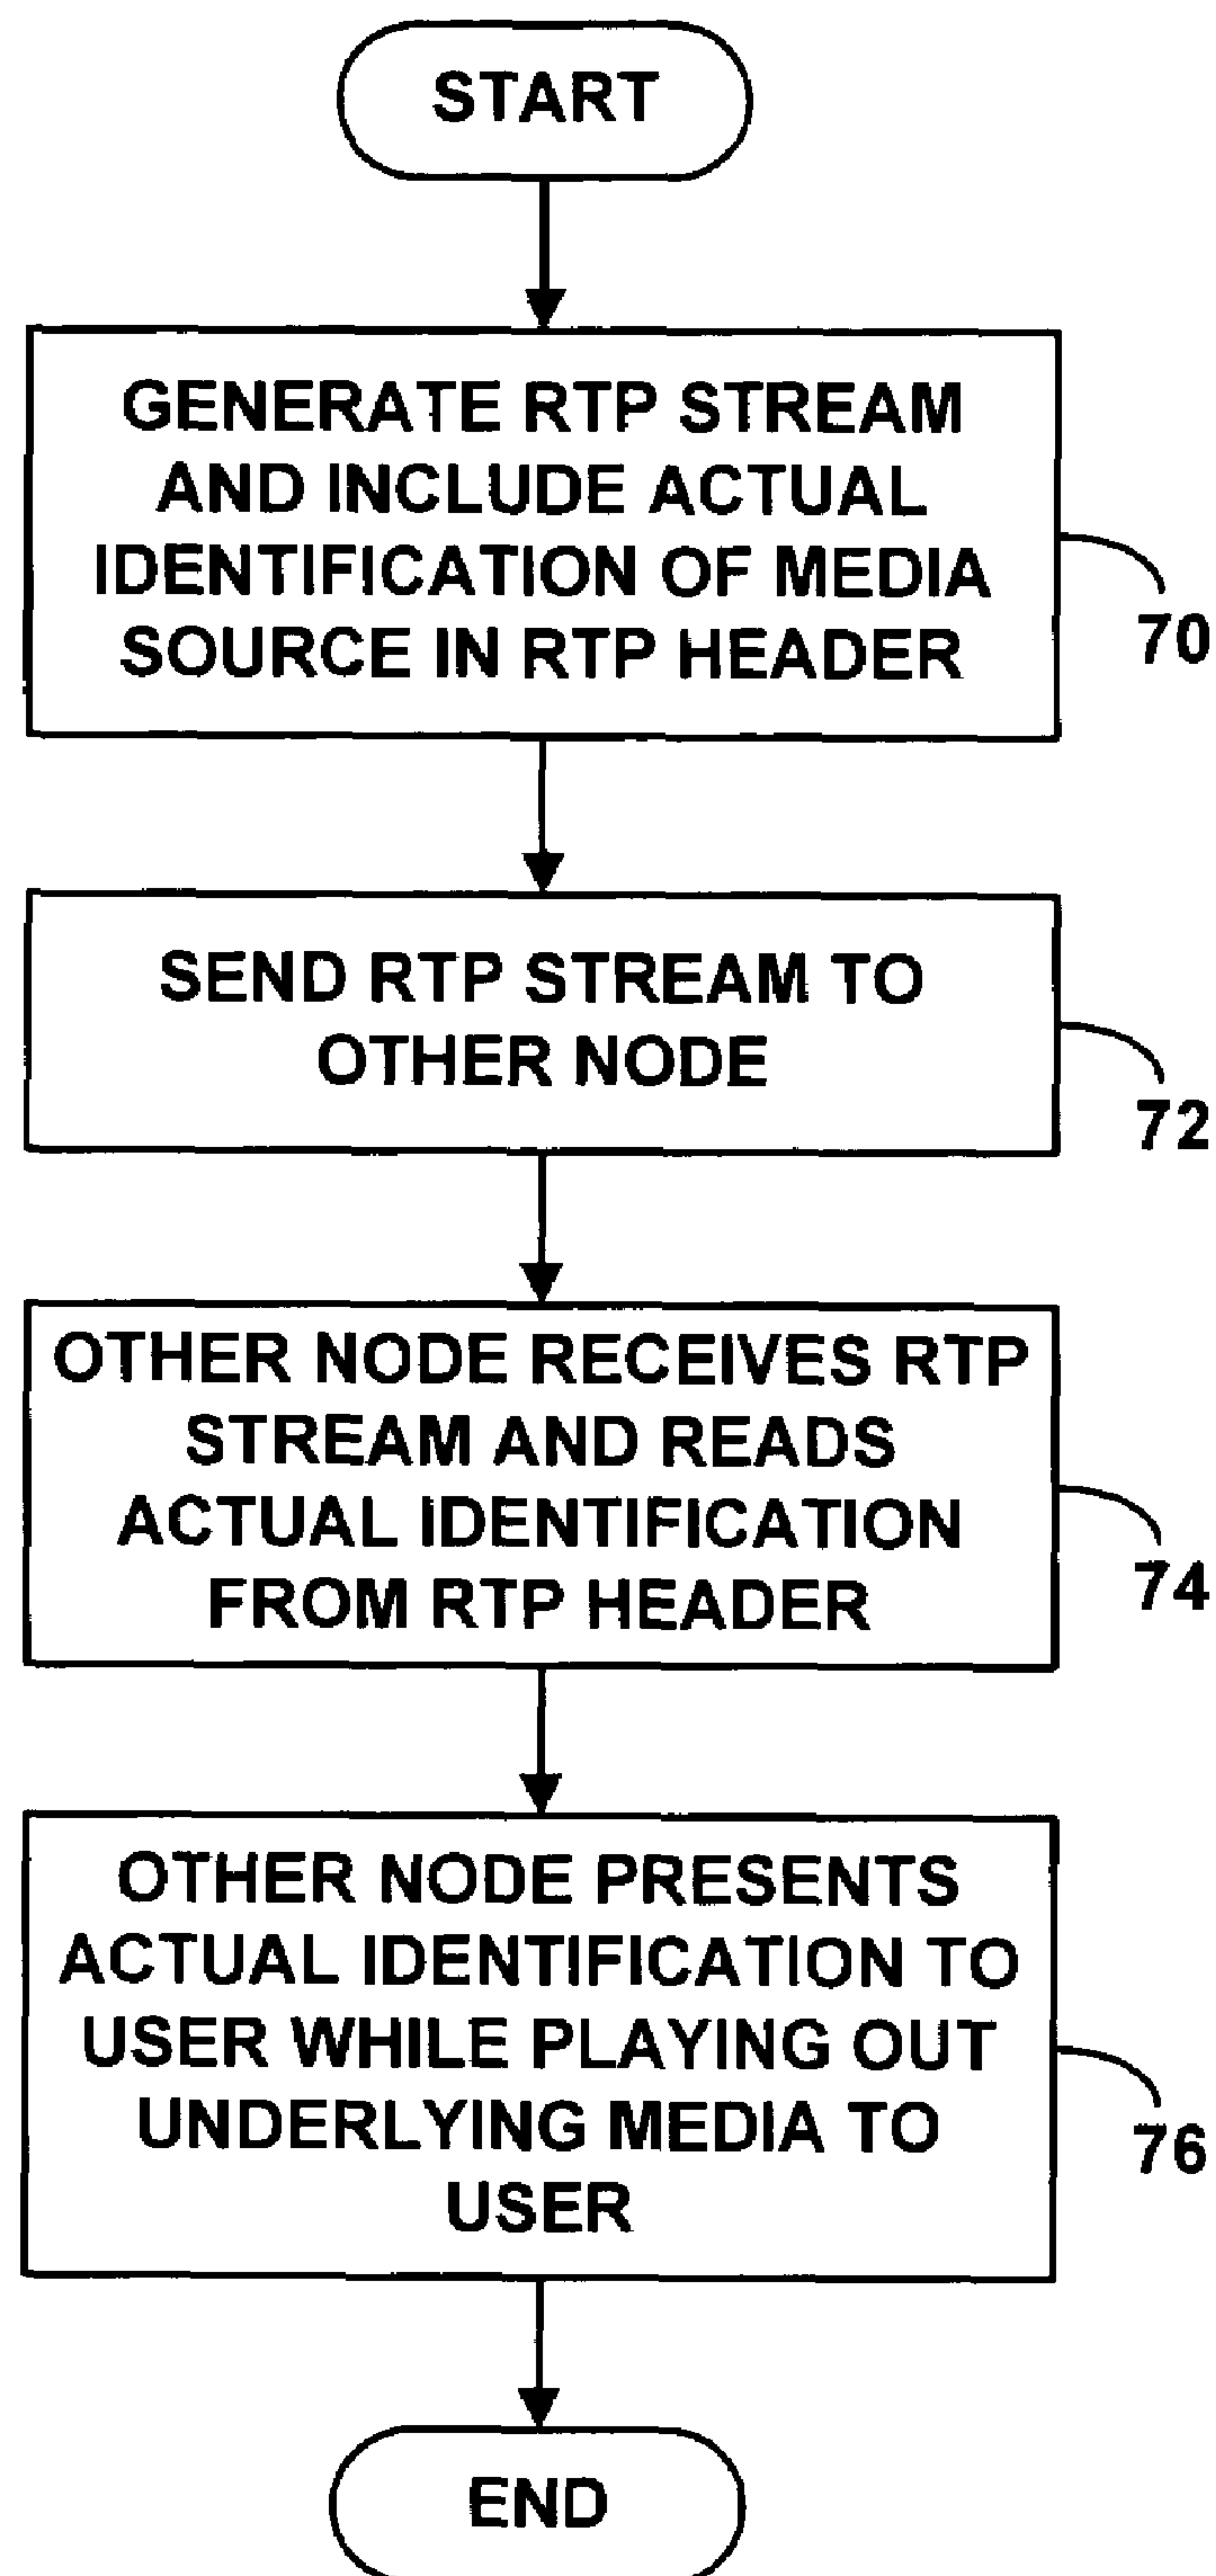 START
GENERATE RTP STREAM
AND INCLUDE ACTUAL
IDENTIFICATION OF MEDIA
SOURCE IN RTP HEADER
70
SEND RTP STREAM TO
OTHER NODE
72
OTHER NODE RECEIVES RTP
STREAM AND READS
ACTUAL IDENTIFICATION
FROM RTP HEADER
74
OTHER NODE PRESENTS
ACTUAL IDENTIFICATION TO
USER WHILE PLAYING OUT
UNDERLYING MEDIA TO
USER
76
END